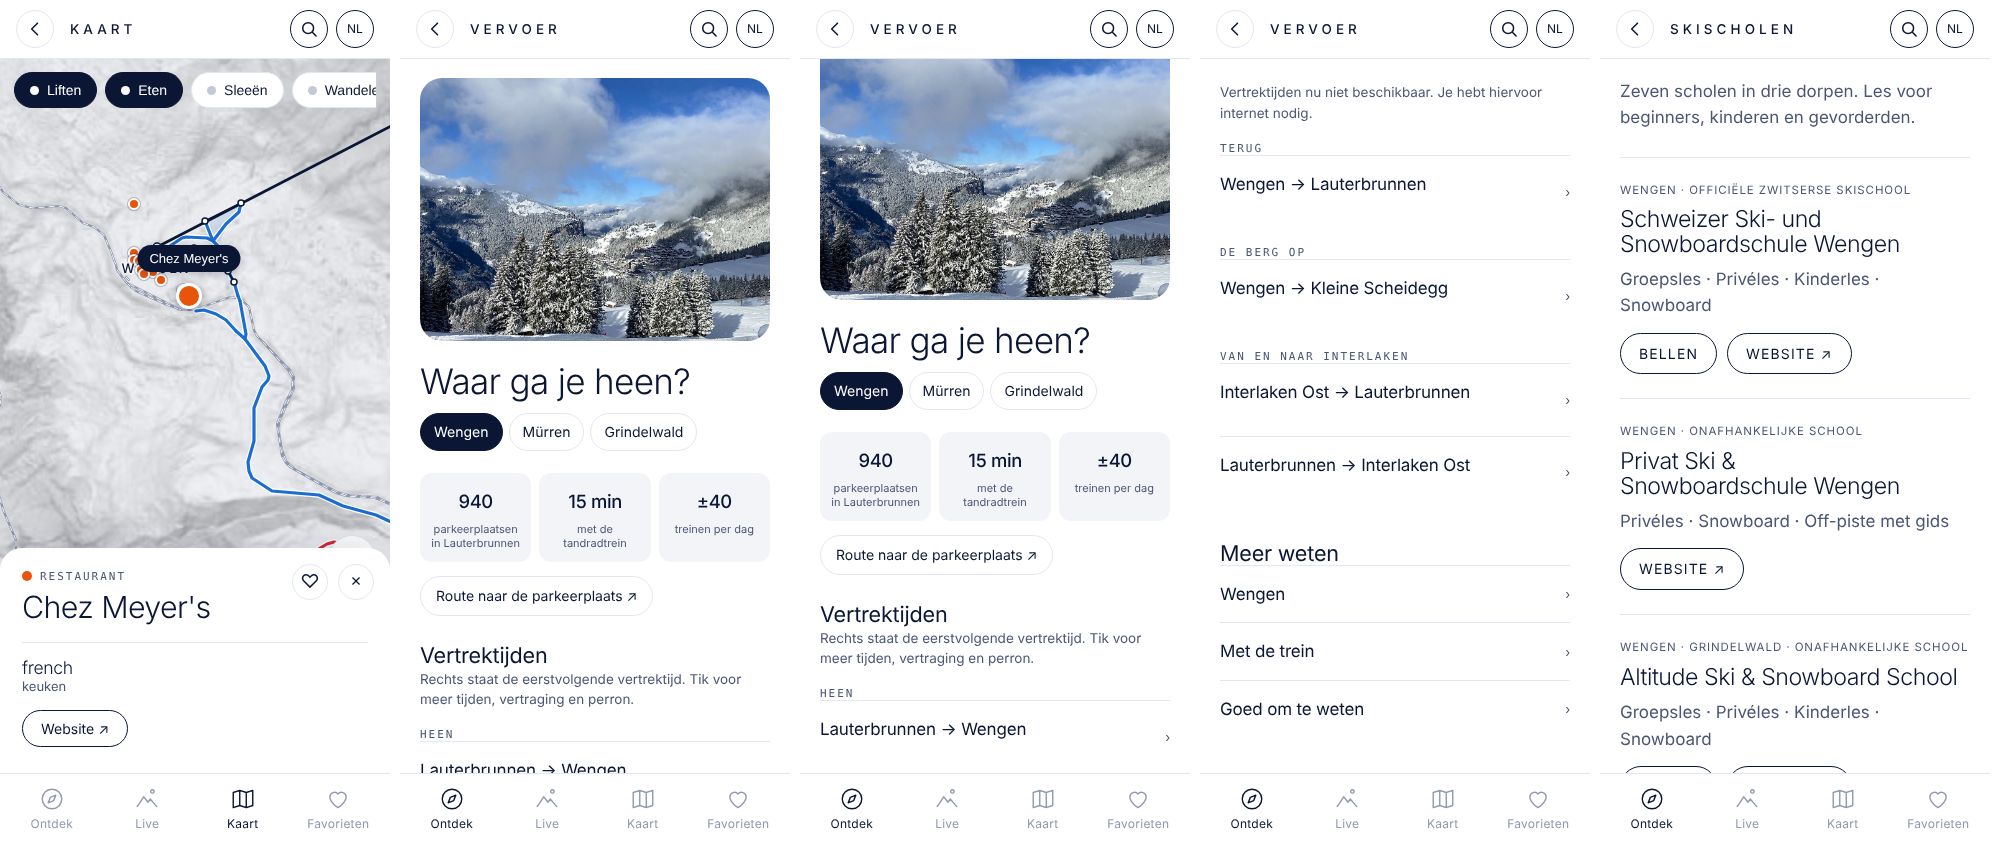 KAART
NL
Liften
Eten
Sleeën
Wandele
Chez Meyer's
RESTAURANT
Chez Meyer's
french
keuken
Website ↗
Ontdek
Live
Kaart
Favorieten
VERVOER
NL
Waar ga je heen?
Wengen
Mürren
Grindelwald
940
parkeerplaatsen
in Lauterbrunnen
15 min
met de
tandradtrein
±40
treinen per dag
Route naar de parkeerplaats ↗
Vertrektijden
Rechts staat de eerstvolgende vertrektijd. Tik voor
meer tijden, vertraging en perron.
HEEN
Lauterbrunnen → Wengen
Ontdek
Live
Kaart
Favorieten
VERVOER
NL
Waar ga je heen?
Wengen
Mürren
Grindelwald
940
parkeerplaatsen
in Lauterbrunnen
15 min
met de
tandradtrein
±40
treinen per dag
Route naar de parkeerplaats ↗
Vertrektijden
Rechts staat de eerstvolgende vertrektijd. Tik voor
meer tijden, vertraging en perron.
HEEN
Lauterbrunnen → Wengen ›
Ontdek
Live
Kaart
Favorieten
VERVOER
NL
Vertrektijden nu niet beschikbaar. Je hebt hiervoor
internet nodig.
TERUG
Wengen → Lauterbrunnen ›
DE BERG OP
Wengen → Kleine Scheidegg ›
VAN EN NAAR INTERLAKEN
Interlaken Ost → Lauterbrunnen ›
Lauterbrunnen → Interlaken Ost ›
Meer weten
Wengen ›
Met de trein ›
Goed om te weten ›
Ontdek
Live
Kaart
Favorieten
SKISCHOLEN
NL
Zeven scholen in drie dorpen. Les voor
beginners, kinderen en gevorderden.
WENGEN · OFFICIËLE ZWITSERSE SKISCHOOL
Schweizer Ski- und
Snowboardschule Wengen
Groepsles · Privéles · Kinderles ·
Snowboard
BELLEN
WEBSITE ↗
WENGEN · ONAFHANKELIJKE SCHOOL
Privat Ski &
Snowboardschule Wengen
Privéles · Snowboard · Off-piste met gids
WEBSITE ↗
WENGEN · GRINDELWALD · ONAFHANKELIJKE SCHOOL
Altitude Ski & Snowboard School
Groepsles · Privéles · Kinderles ·
Snowboard
Ontdek
Live
Kaart
Favorieten